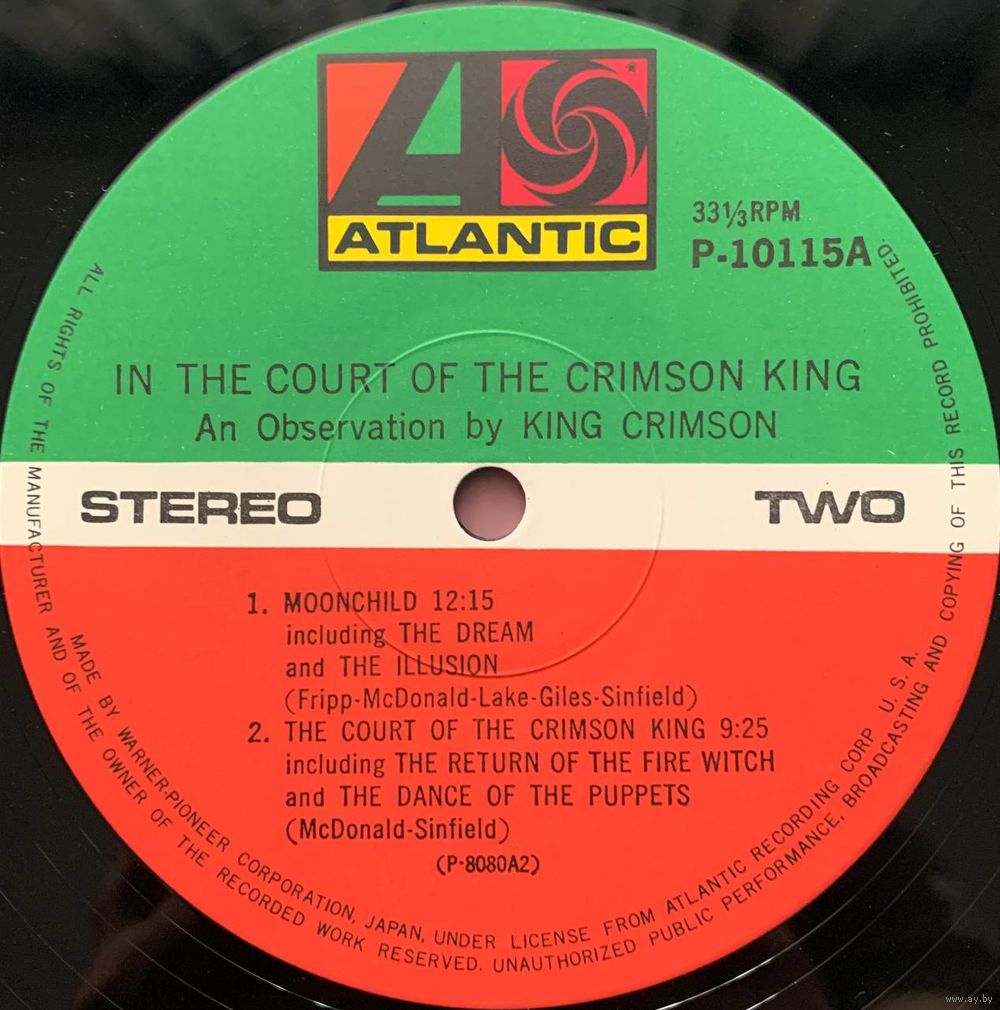 ATLANTIC
33⅓RPM
P-10115A
IN THE COURT OF THE CRIMSON KING
An Observation by KING CRIMSON
STEREO
TWO
1. MOONCHILD 12:15
including THE DREAM
and THE ILLUSION
(Fripp-McDonald-Lake-Giles-Sinfield)
2. THE COURT OF THE CRIMSON KING 9:25
including THE RETURN OF THE FIRE WITCH
and THE DANCE OF THE PUPPETS
(McDonald-Sinfield)
(P-8080A2)
MADE BY WARNER-PIONEER CORPORATION, JAPAN, UNDER LICENSE FROM ATLANTIC RECORDING CORP U. S. A.
ALL RIGHTS OF THE MANUFACTURER AND OF THE OWNER OF THE RECORDED WORK RESERVED. UNAUTHORIZED PUBLIC PERFORMANCE, BROADCASTING AND COPYING OF THIS RECORD PROHIBITED.
www.ay.by